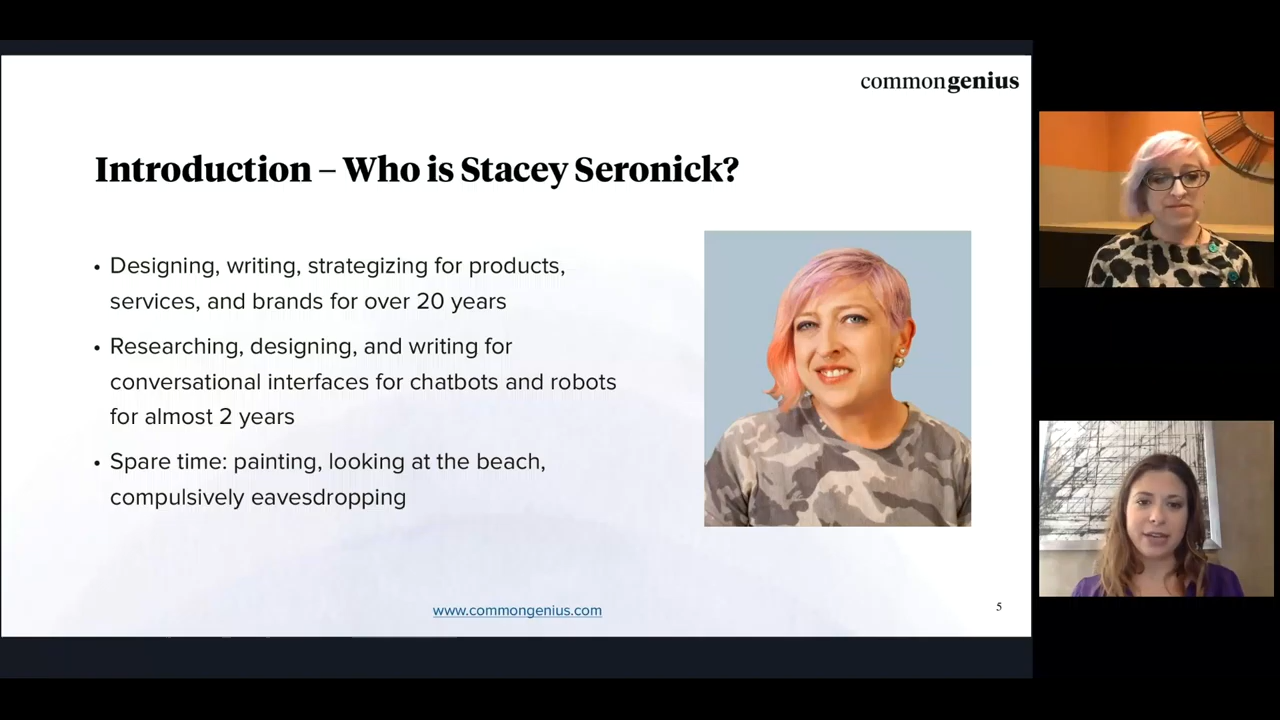 commongenius
Introduction – Who is Stacey Seronick?
• Designing, writing, strategizing for products,
services, and brands for over 20 years
• Researching, designing, and writing for
conversational interfaces for chatbots and robots
for almost 2 years
• Spare time: painting, looking at the beach,
compulsively eavesdropping
www.commongenius.com
5